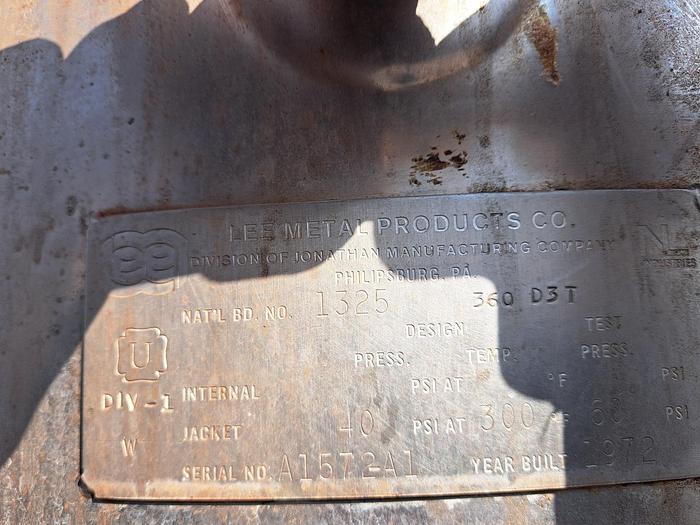 LEE METAL PRODUCTS CO.
DIVISION OF JONATHAN MANUFACTURING COMPANY
PHILIPSBURG, PA.
NAT'L BD. NO. 1325 360 D3T
DESIGN TEST
PRESS. TEMP. PRESS.
U
INTERNAL PSI AT °F PSI
DIV-1
JACKET 40 PSI AT 300 °F 60 PSI
W
SERIAL NO. A1572A1 YEAR BUILT 1972
INDUSTRIES